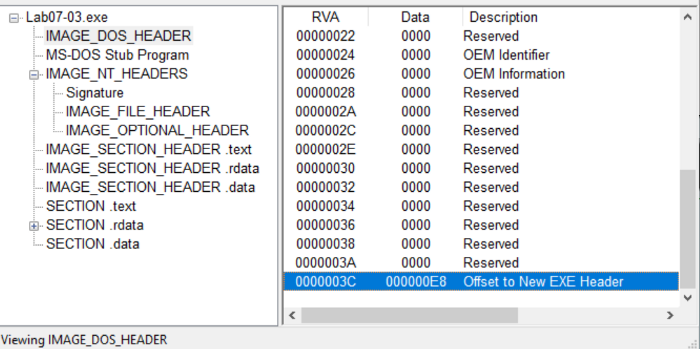 Lab07-03.exe
IMAGE_DOS_HEADER
MS-DOS Stub Program
IMAGE_NT_HEADERS
Signature
IMAGE_FILE_HEADER
IMAGE_OPTIONAL_HEADER
IMAGE_SECTION_HEADER .text
IMAGE_SECTION_HEADER .rdata
IMAGE_SECTION_HEADER .data
SECTION .text
SECTION .rdata
SECTION .data
RVA Data Description
00000022 0000 Reserved
00000024 0000 OEM Identifier
00000026 0000 OEM Information
00000028 0000 Reserved
0000002A 0000 Reserved
0000002C 0000 Reserved
0000002E 0000 Reserved
00000030 0000 Reserved
00000032 0000 Reserved
00000034 0000 Reserved
00000036 0000 Reserved
00000038 0000 Reserved
0000003A 0000 Reserved
0000003C 000000E8 Offset to New EXE Header
Viewing IMAGE_DOS_HEADER